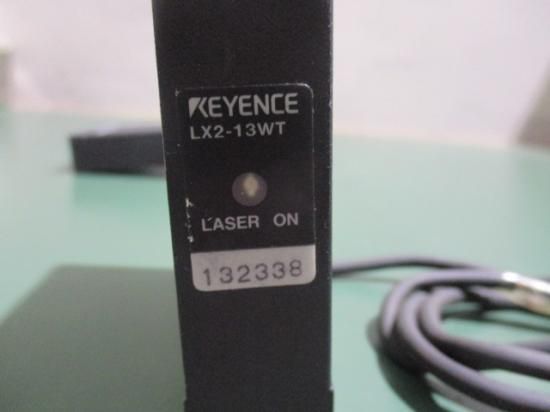 KEYENCE
LX2-13WT
LASER ON
132338